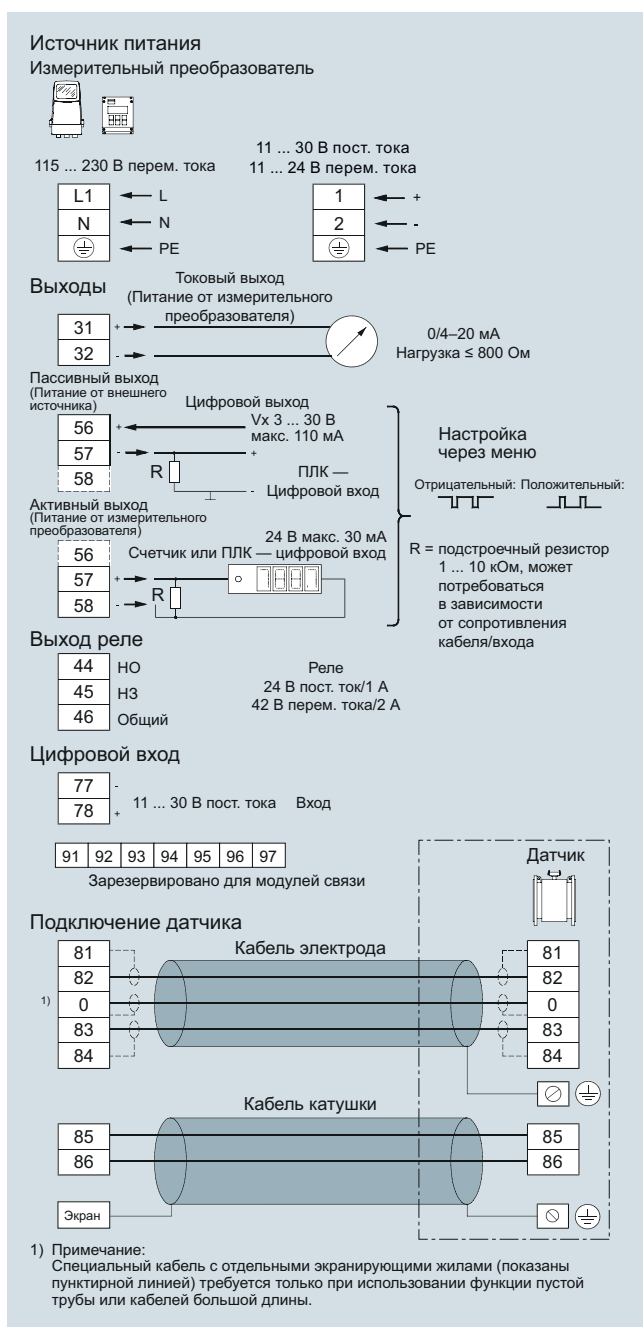 Источник питания
Измерительный преобразователь
115 ... 230 В перем. тока
11 ... 30 В пост. тока
11 ... 24 В перем. тока
L1 L
N N
PE
1 +
2 -
PE
Выходы
Токовый выход
(Питание от измерительного
преобразователя)
31 +
32 -
0/4–20 мА
Нагрузка ≤ 800 Ом
Пассивный выход
(Питание от внешнего
источника)
Цифровой выход
56 +
57 -
58
Vx 3 ... 30 В
макс. 110 мА
+
R
ПЛК —
- Цифровой вход
Настройка
через меню
Отрицательный: Положительный:
Активный выход
(Питание от измерительного
преобразователя)
24 В макс. 30 мА
Счетчик или ПЛК — цифровой вход
56
57 +
58 -
R
R = подстроечный резистор
1 ... 10 кОм, может
потребоваться
в зависимости
от сопротивления
кабеля/входа
Выход реле
44 НО
45 НЗ
46 Общий
Реле
24 В пост. ток/1 А
42 В перем. тока/2 А
Цифровой вход
77 -
78 +
11 ... 30 В пост. тока Вход
91 92 93 94 95 96 97
Зарезервировано для модулей связи
Датчик
Подключение датчика
Кабель электрода
81 81
82 82
1) 0 0
83 83
84 84
Кабель катушки
85 85
86 86
Экран
1) Примечание:
Специальный кабель с отдельными экранирующими жилами (показаны
пунктирной линией) требуется только при использовании функции пустой
трубы или кабелей большой длины.